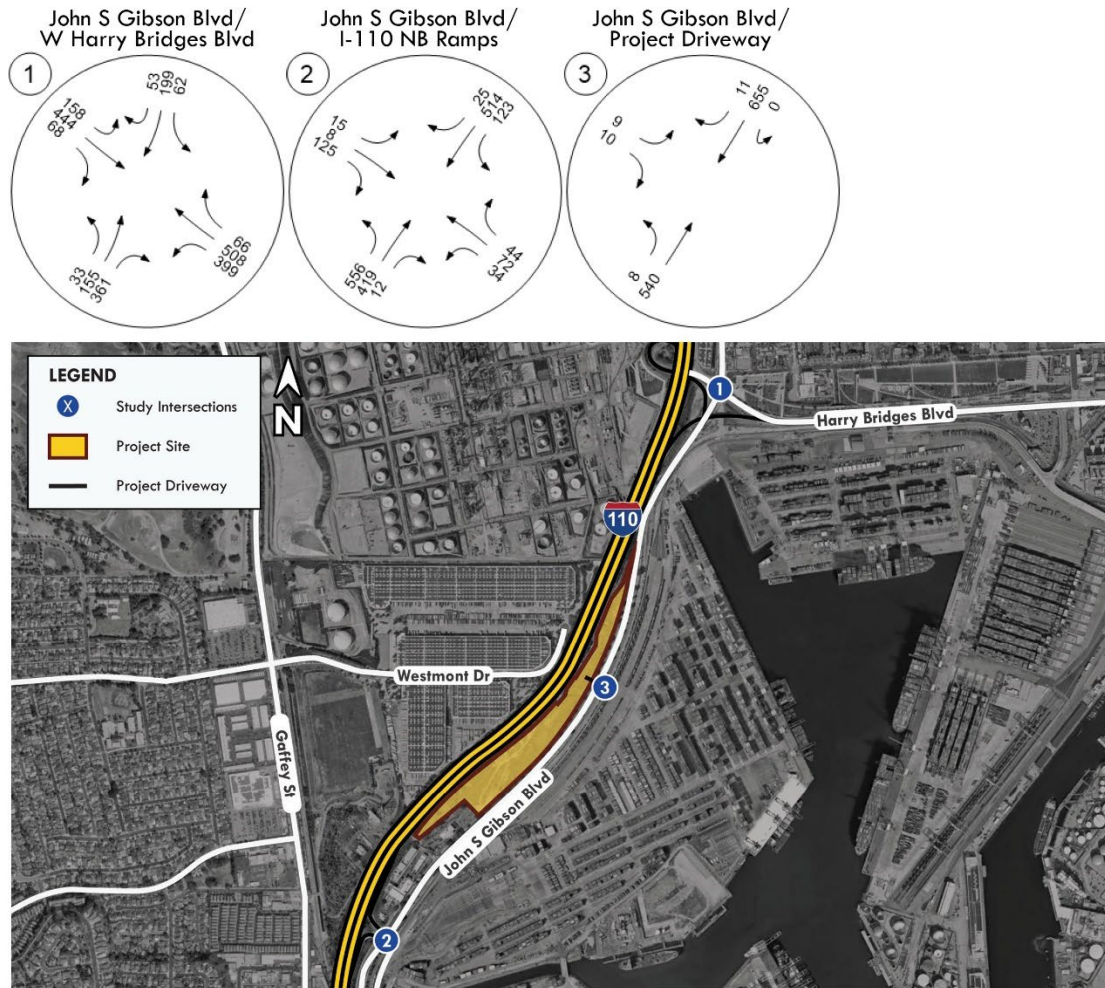 John S Gibson Blvd/
W Harry Bridges Blvd
1
158
444
68
53
199
62
33
155
361
66
508
399
John S Gibson Blvd/
I-110 NB Ramps
2
15
8
125
25
514
123
556
419
12
44
72
34
John S Gibson Blvd/
Project Driveway
3
9
10
11
655
0
8
540
LEGEND
X Study Intersections
Project Site
Project Driveway
N
1
Harry Bridges Blvd
110
Westmont Dr
3
Gaffey St
John S Gibson Blvd
2